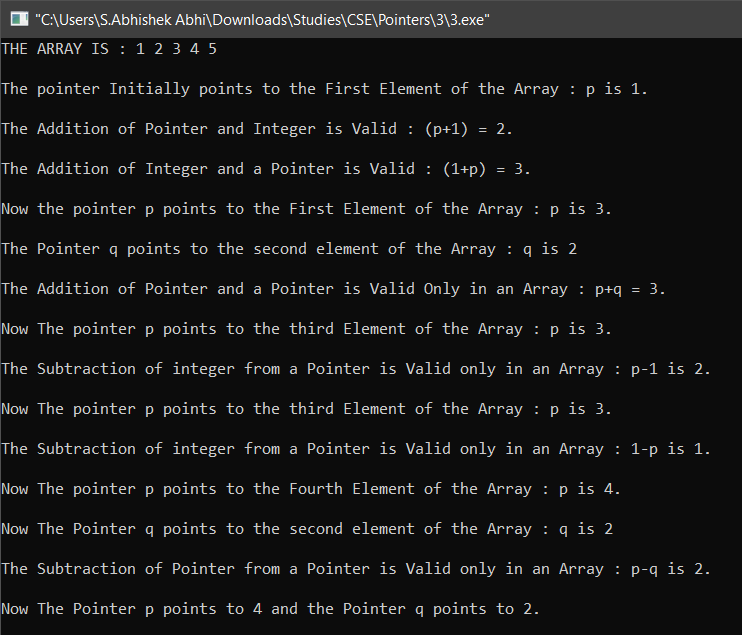 "C:\Users\S.Abhishek Abhi\Downloads\Studies\CSE\Pointers\3\3.exe"
THE ARRAY IS : 1 2 3 4 5
The pointer Initially points to the First Element of the Array : p is 1.
The Addition of Pointer and Integer is Valid : (p+1) = 2.
The Addition of Integer and a Pointer is Valid : (1+p) = 3.
Now the pointer p points to the First Element of the Array : p is 3.
The Pointer q points to the second element of the Array : q is 2
The Addition of Pointer and a Pointer is Valid Only in an Array : p+q = 3.
Now The pointer p points to the third Element of the Array : p is 3.
The Subtraction of integer from a Pointer is Valid only in an Array : p-1 is 2.
Now The pointer p points to the third Element of the Array : p is 3.
The Subtraction of integer from a Pointer is Valid only in an Array : 1-p is 1.
Now The pointer p points to the Fourth Element of the Array : p is 4.
Now The Pointer q points to the second element of the Array : q is 2
The Subtraction of Pointer from a Pointer is Valid only in an Array : p-q is 2.
Now The Pointer p points to 4 and the Pointer q points to 2.